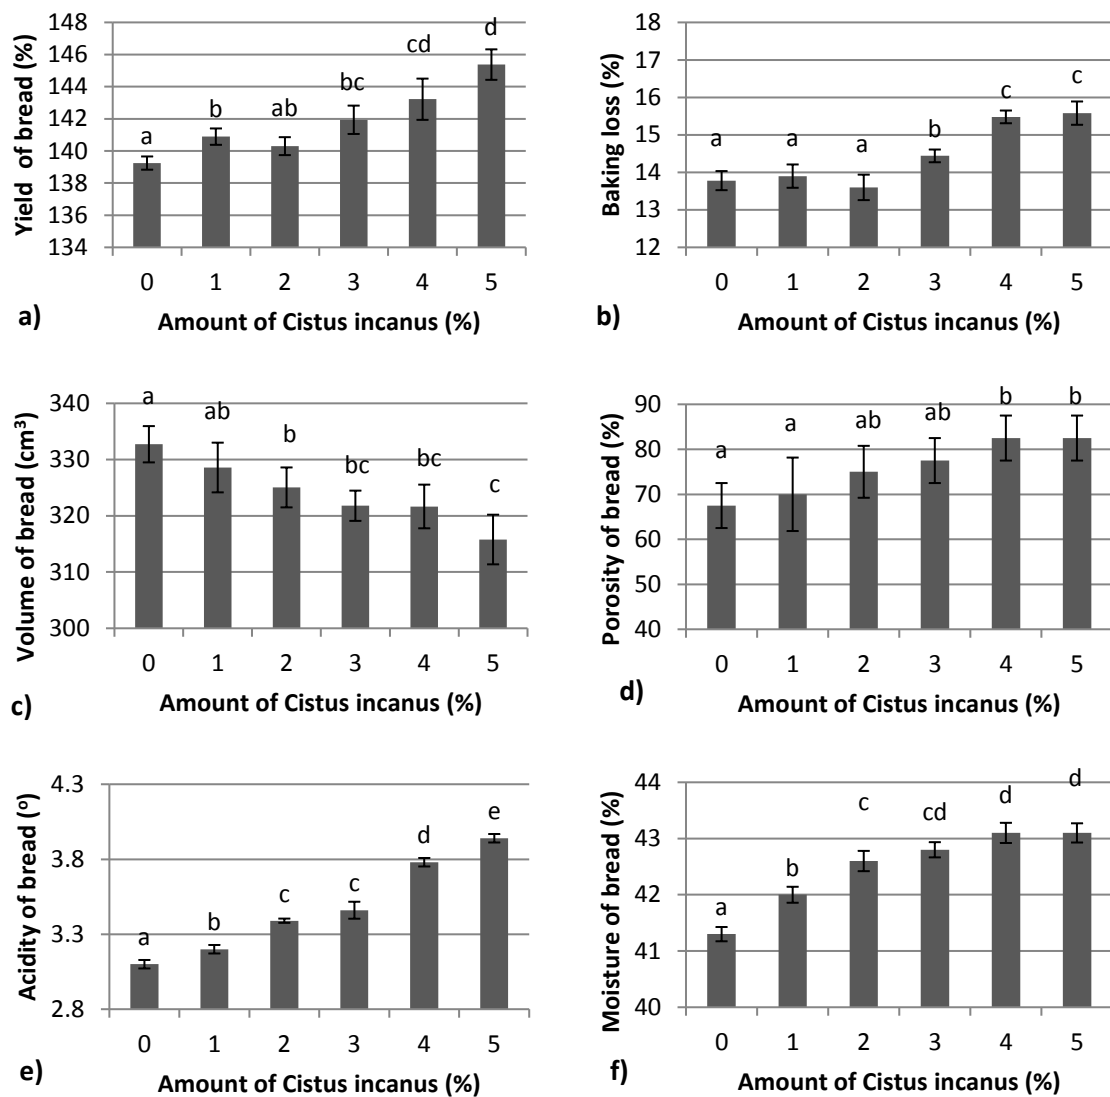 Yield of bread (%)
148
146
144
142
140
138
136
134
a
b
ab
bc
cd
d
0 1 2 3 4 5
a)
Amount of Cistus incanus (%)
Baking loss (%)
18
17
16
15
14
13
12
a
a
a
b
c
c
0 1 2 3 4 5
b)
Amount of Cistus incanus (%)
Volume of bread (cm³)
340
330
320
310
300
a
ab
b
bc
bc
c
0 1 2 3 4 5
c)
Amount of Cistus incanus (%)
Porosity of bread (%)
90
80
70
60
50
40
a
a
ab
ab
b
b
0 1 2 3 4 5
d)
Amount of Cistus incanus (%)
Acidity of bread (º)
4.3
3.8
3.3
2.8
a
b
c
c
d
e
0 1 2 3 4 5
e)
Amount of Cistus incanus (%)
Moisture of bread (%)
44
43
42
41
40
a
b
c
cd
d
d
0 1 2 3 4 5
f)
Amount of Cistus incanus (%)